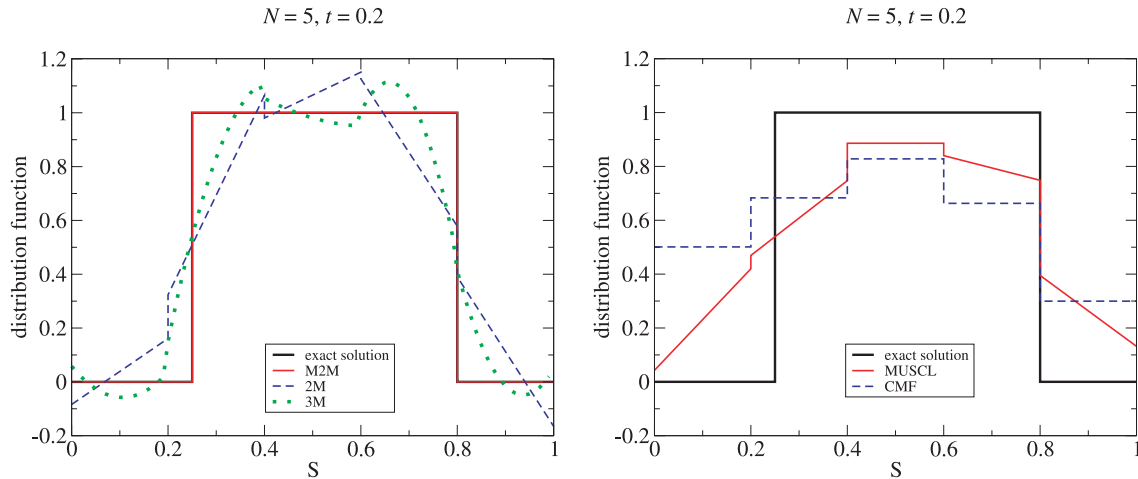 N = 5, t = 0.2
distribution function
1.2
1
0.8
0.6
0.4
0.2
0
-0.2
exact solution
M2M
2M
3M
0 0.2 0.4 0.6 0.8 1
S
N = 5, t = 0.2
distribution function
1.2
1
0.8
0.6
0.4
0.2
0
-0.2
exact solution
MUSCL
CMF
0 0.2 0.4 0.6 0.8 1
S